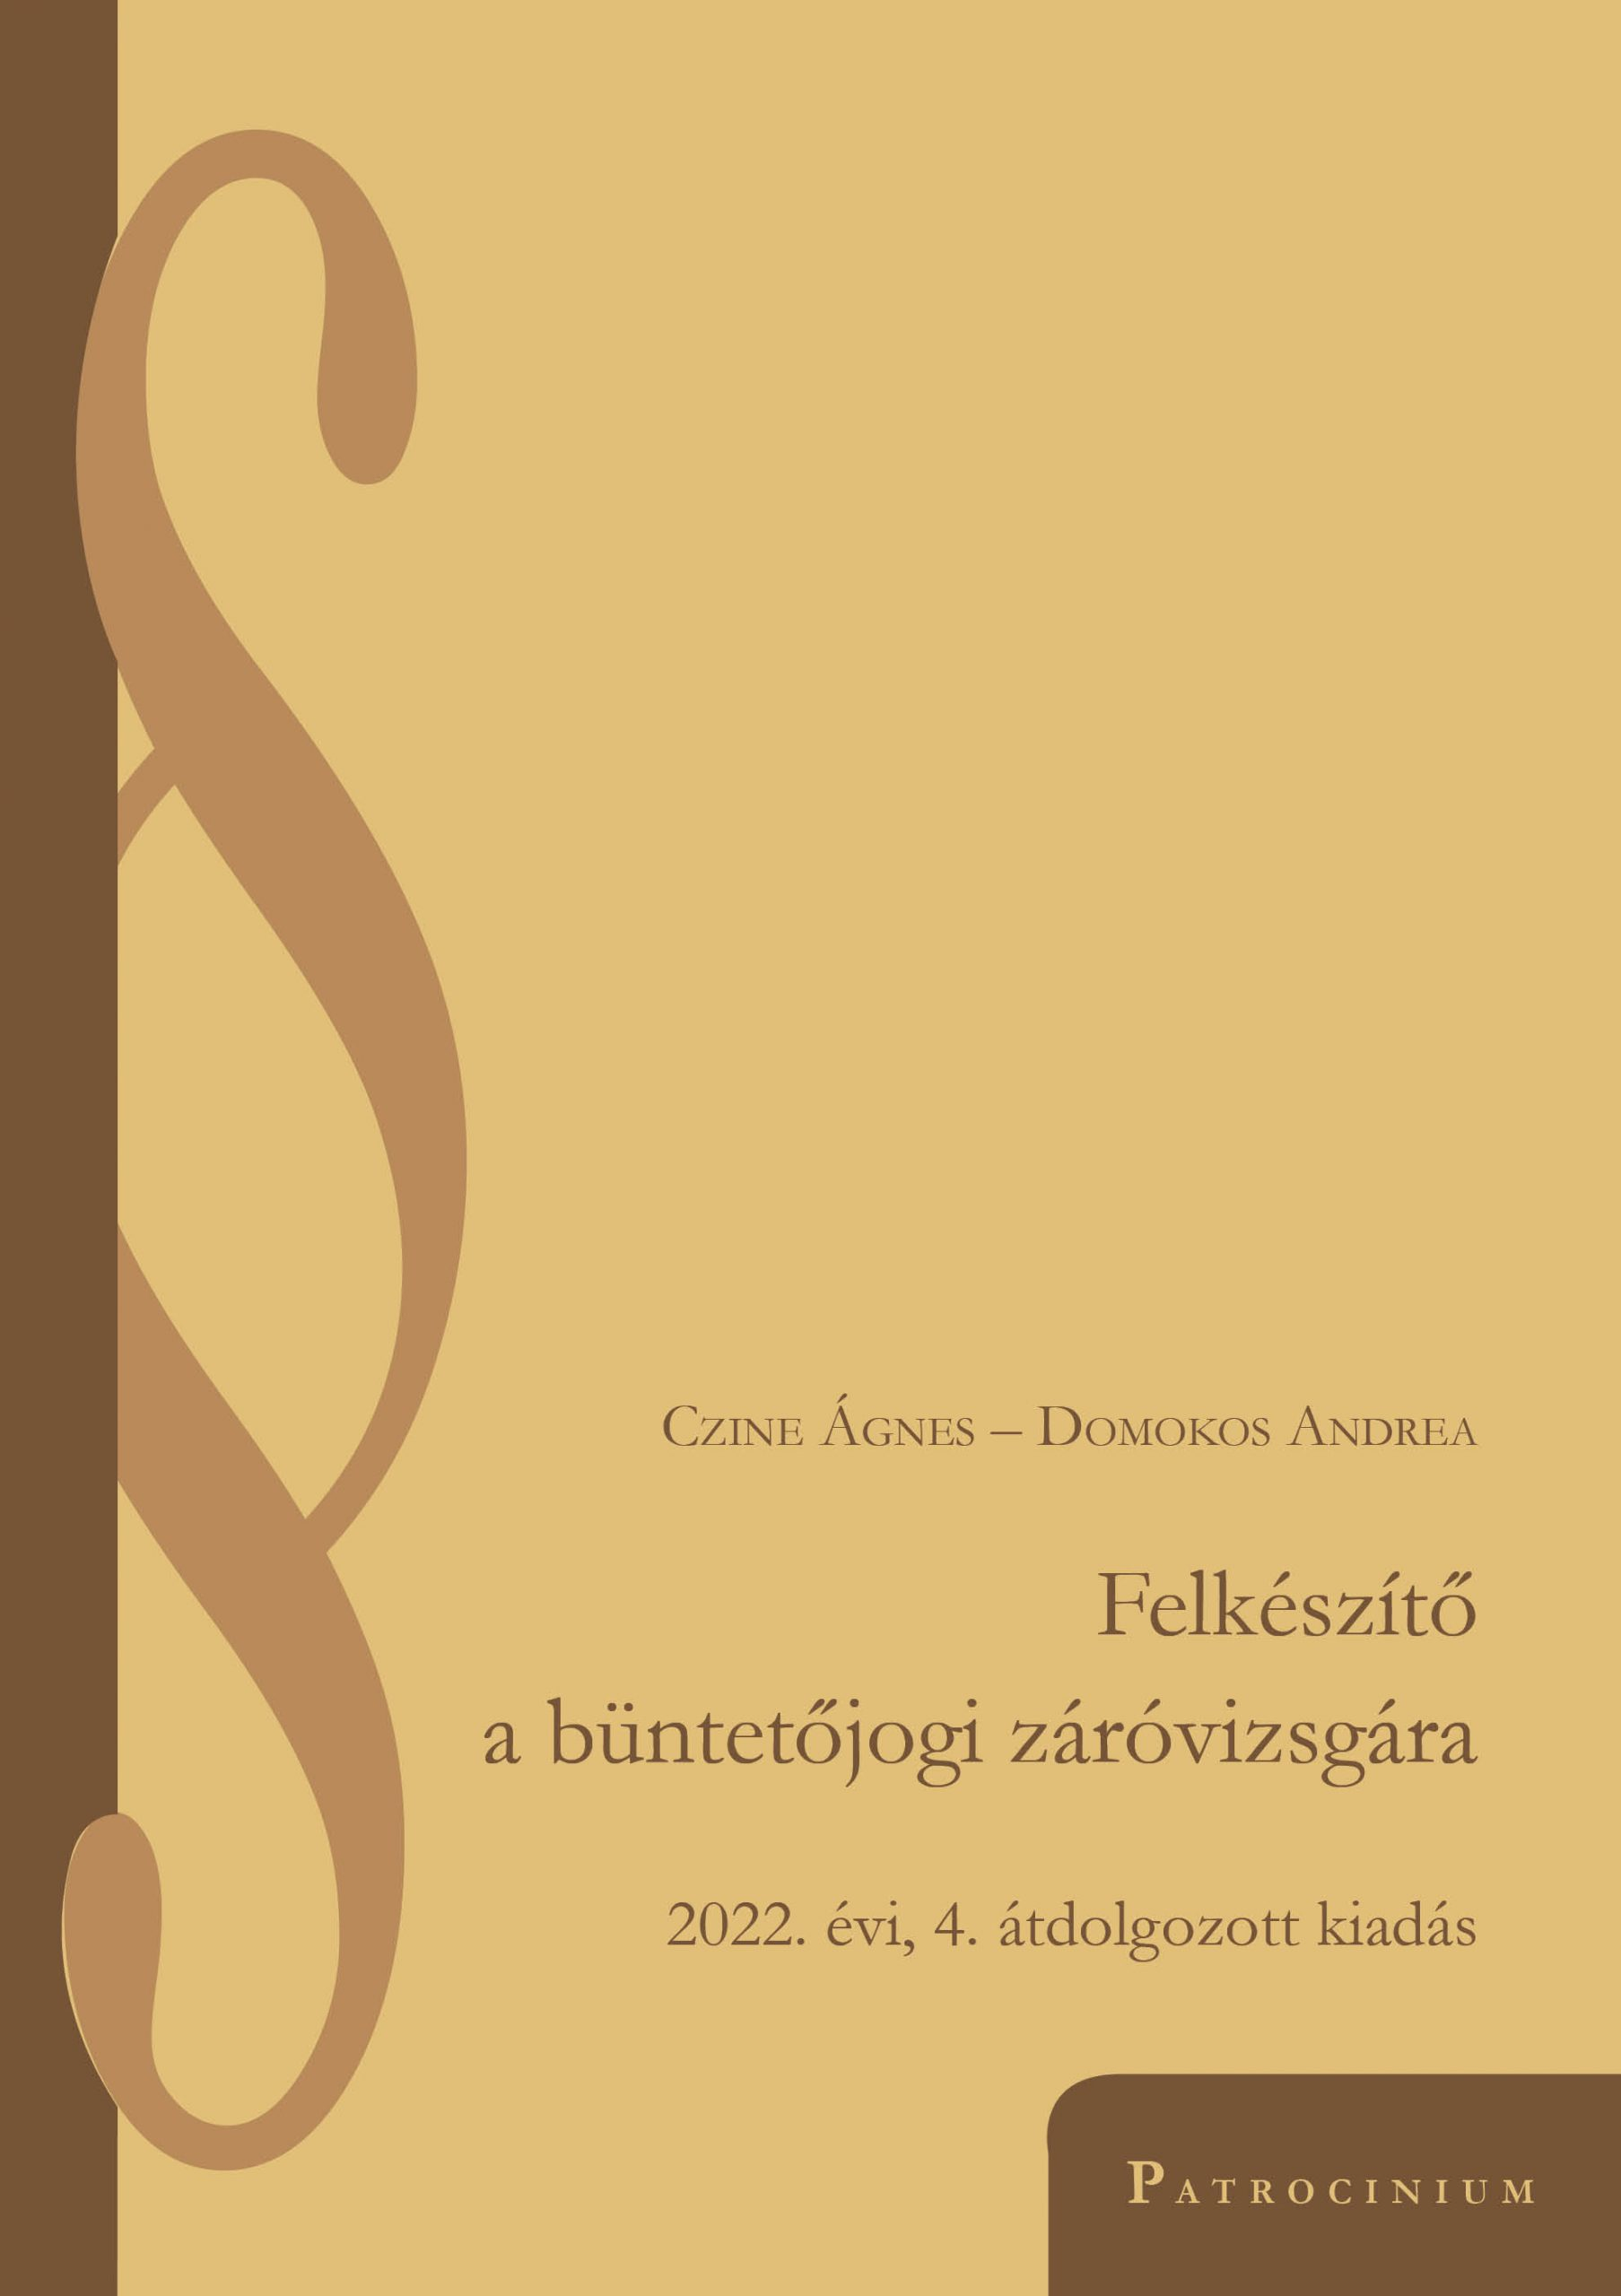 §
Czine Ágnes – Domokos Andrea
Felkészítő
a büntetőjogi záróvizsgára
2022. évi, 4. átdolgozott kiadás
Patrocinium